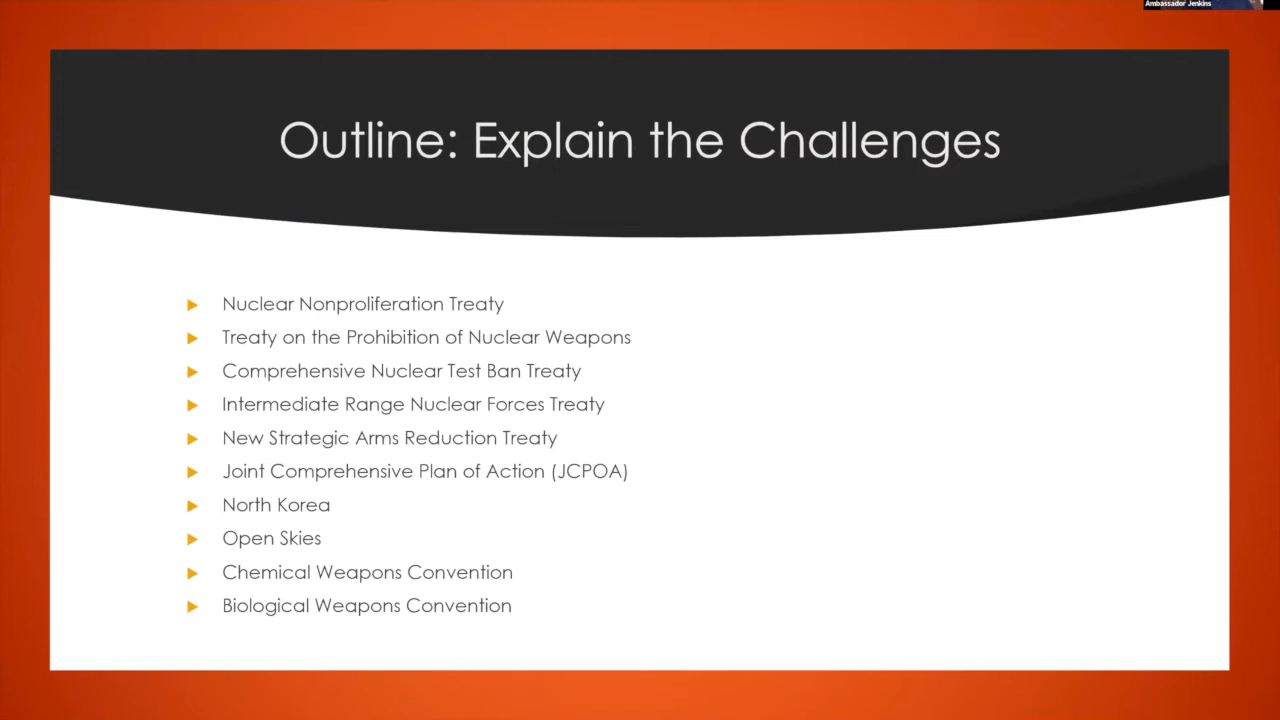 Ambassador Jenkins
Outline: Explain the Challenges
Nuclear Nonproliferation Treaty
Treaty on the Prohibition of Nuclear Weapons
Comprehensive Nuclear Test Ban Treaty
Intermediate Range Nuclear Forces Treaty
New Strategic Arms Reduction Treaty
Joint Comprehensive Plan of Action (JCPOA)
North Korea
Open Skies
Chemical Weapons Convention
Biological Weapons Convention